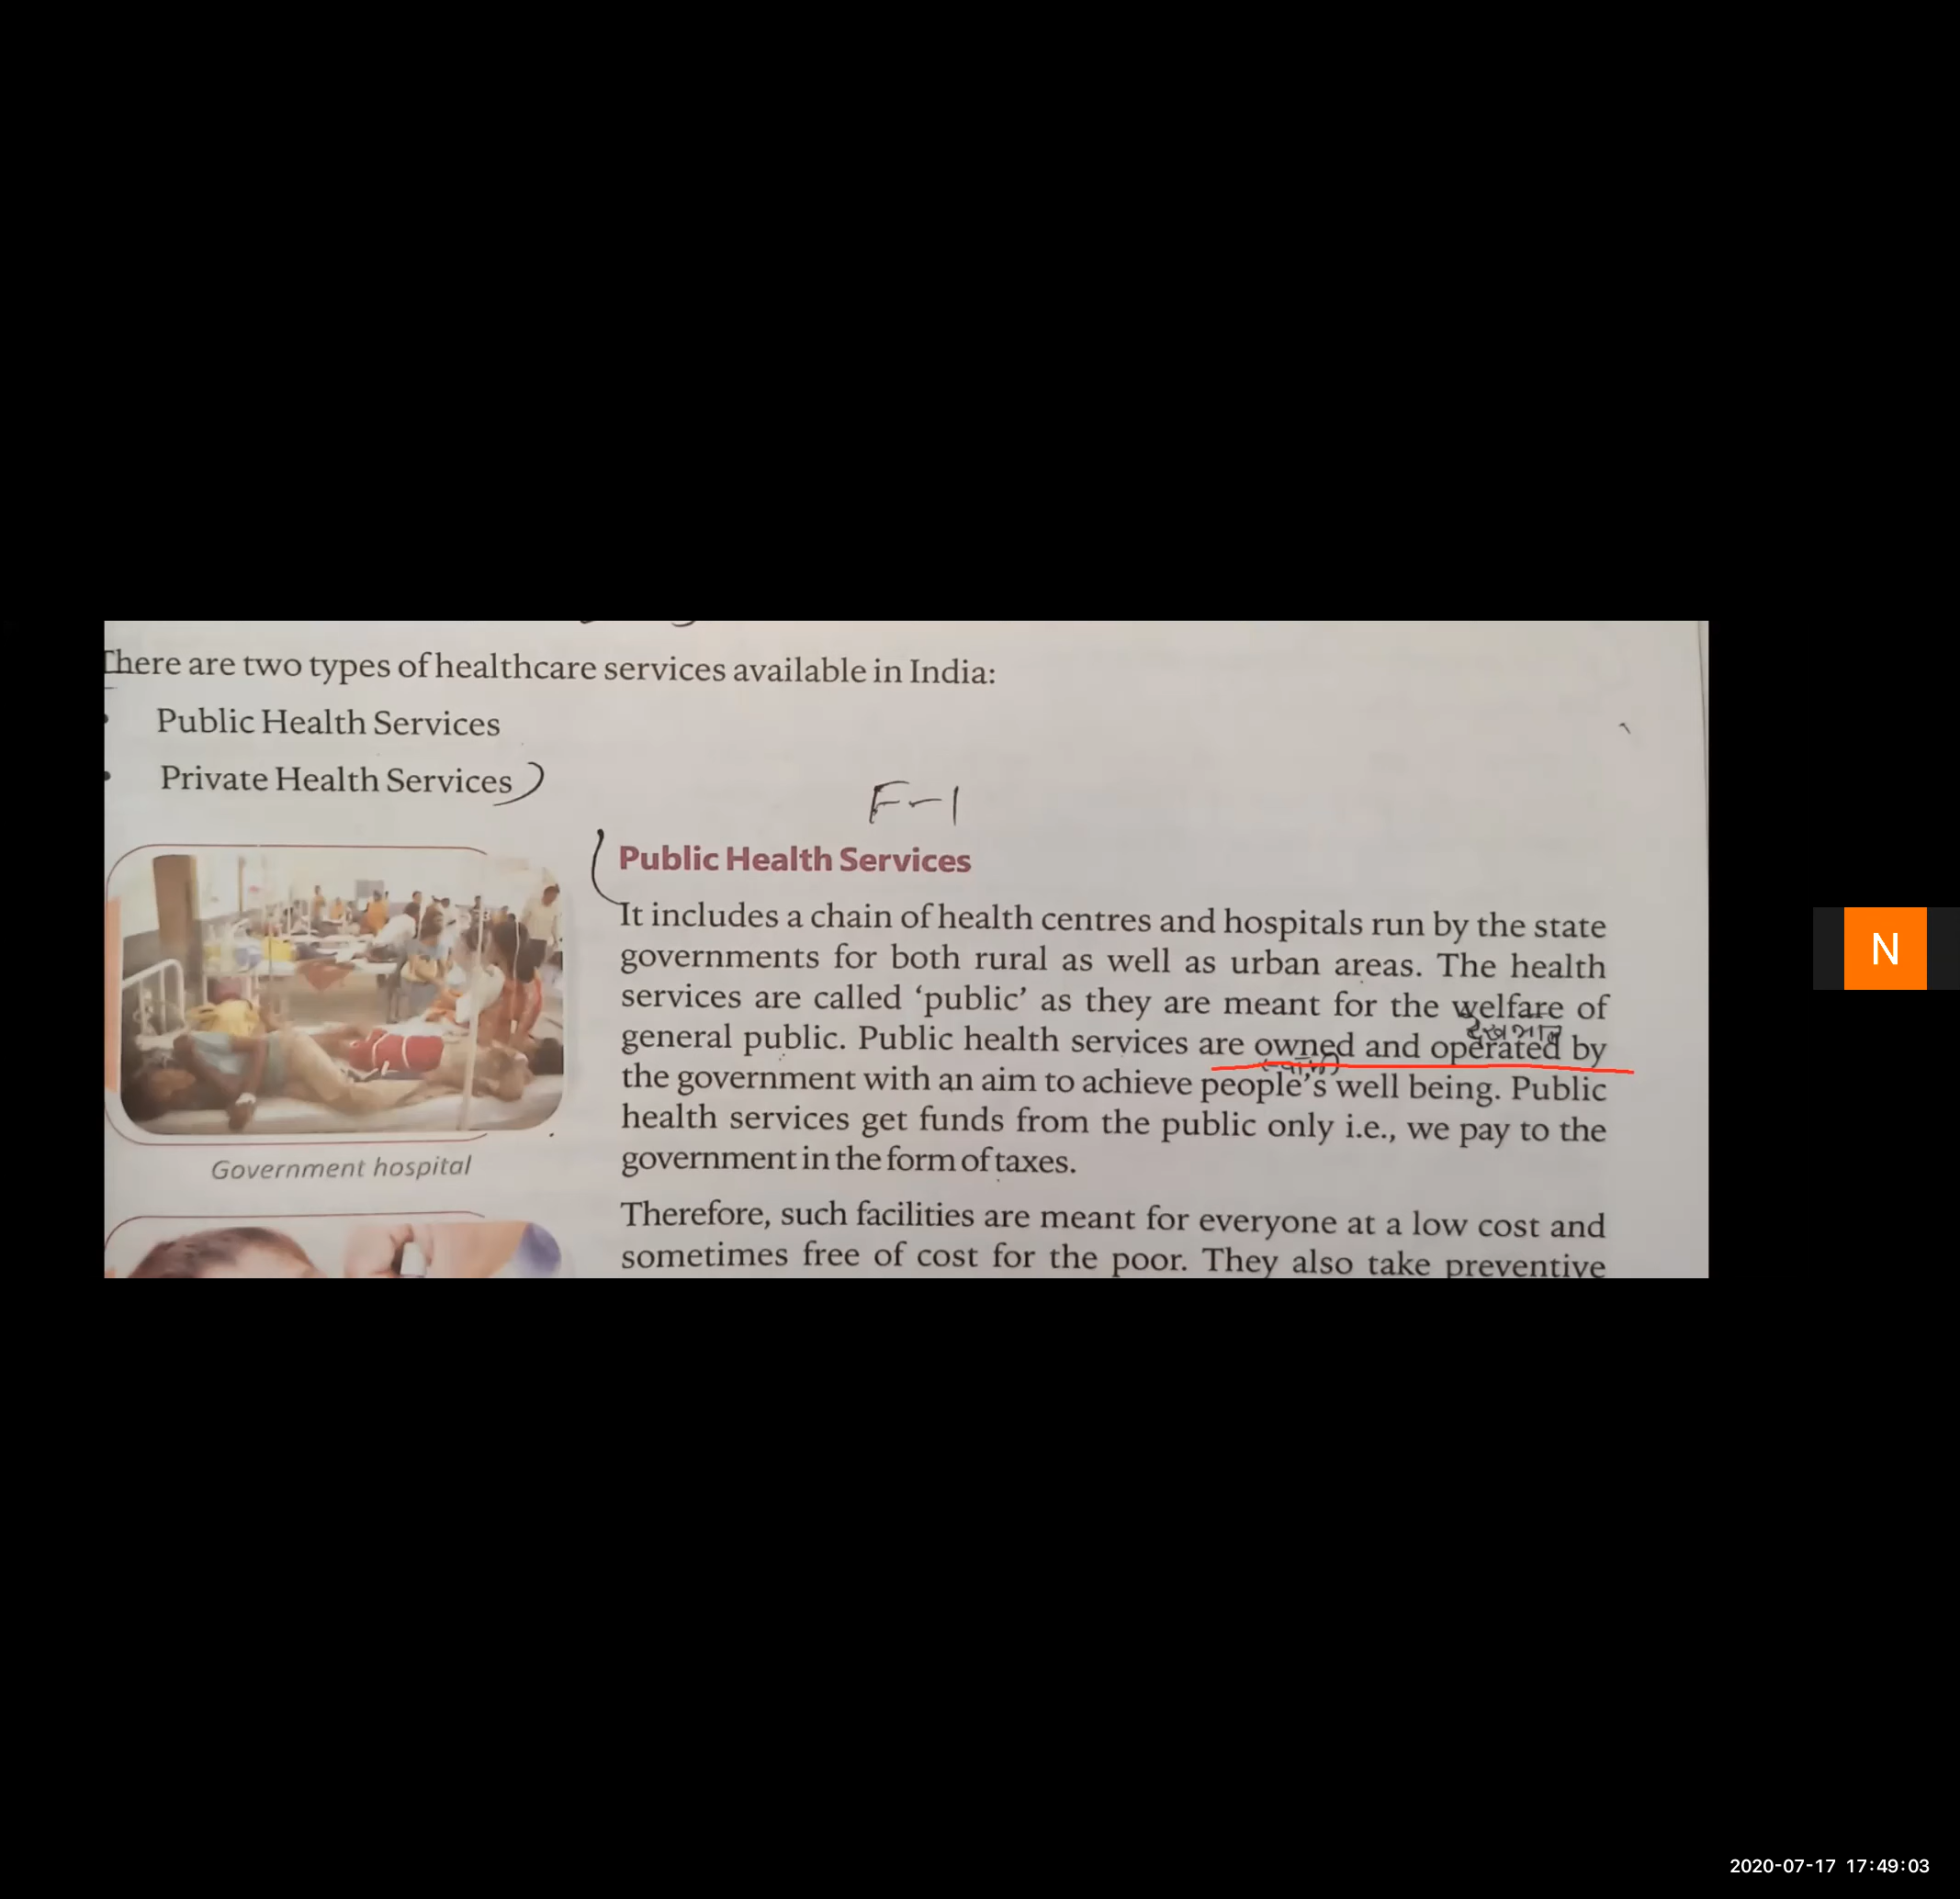 There are two types of healthcare services available in India:
• Public Health Services
• Private Health Services
F-1
Public Health Services
It includes a chain of health centres and hospitals run by the state
governments for both rural as well as urban areas. The health
services are called ‘public’ as they are meant for the welfare of
देखभाल
general public. Public health services are owned and operated by
the government with an aim to achieve people’s well being. Public
health services get funds from the public only i.e., we pay to the
government in the form of taxes.
Government hospital
Therefore, such facilities are meant for everyone at a low cost and
sometimes free of cost for the poor. They also take preventive
N
2020-07-17 17:49:03